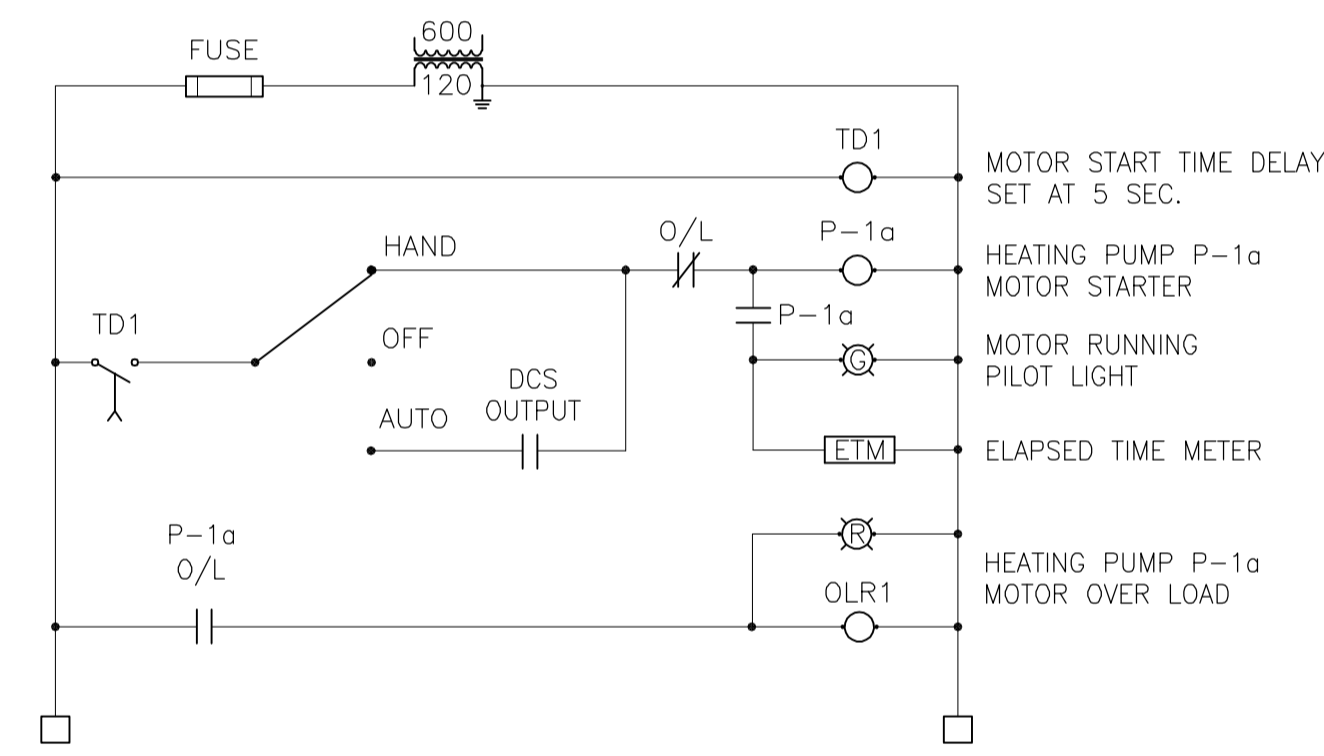 600
FUSE
120
TD1
MOTOR START TIME DELAY
SET AT 5 SEC.
HAND
O/L
P-1a
HEATING PUMP P-1a
MOTOR STARTER
TD1
P-1a
OFF
G
MOTOR RUNNING
PILOT LIGHT
DCS
OUTPUT
AUTO
ETM
ELAPSED TIME METER
P-1a
O/L
R
HEATING PUMP P-1a
MOTOR OVER LOAD
OLR1